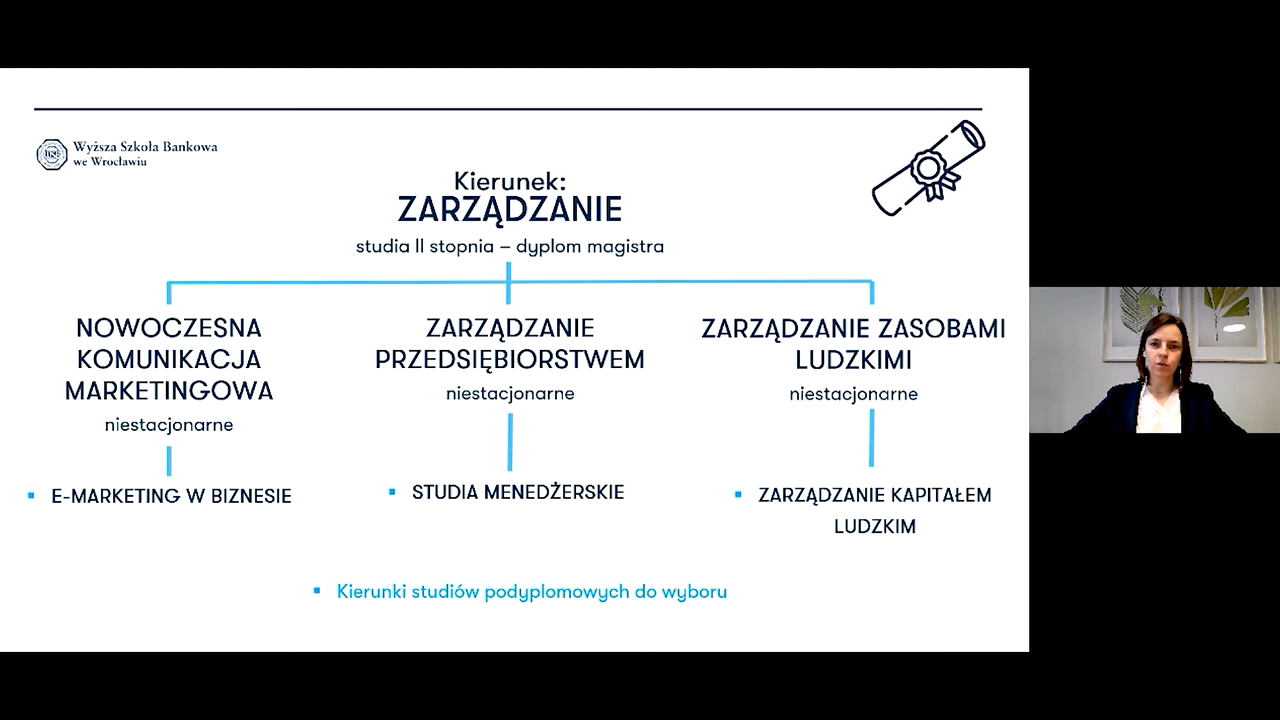 Wyższa Szkoła Bankowa
we Wrocławiu
Kierunek:
ZARZĄDZANIE
studia II stopnia – dyplom magistra
NOWOCZESNA
KOMUNIKACJA
MARKETINGOWA
niestacjonarne
▪ E-MARKETING W BIZNESIE
ZARZĄDZANIE
PRZEDSIĘBIORSTWEM
niestacjonarne
▪ STUDIA MENEDŻERSKIE
ZARZĄDZANIE ZASOBAMI
LUDZKIMI
niestacjonarne
▪ ZARZĄDZANIE KAPITAŁEM
LUDZKIM
▪ Kierunki studiów podyplomowych do wyboru